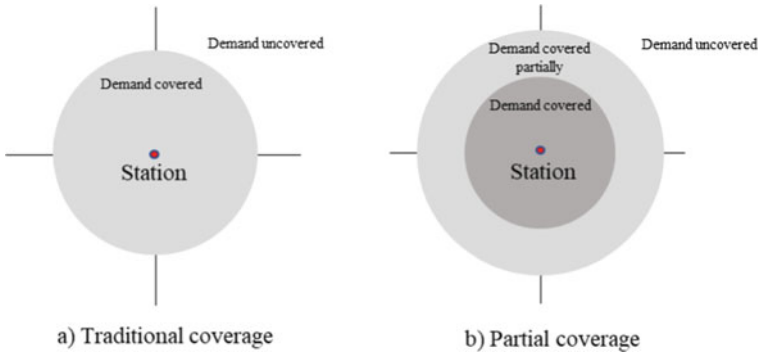 Demand uncovered
Demand covered
Station
a) Traditional coverage
Demand covered
partially
Demand uncovered
Demand covered
Station
b) Partial coverage